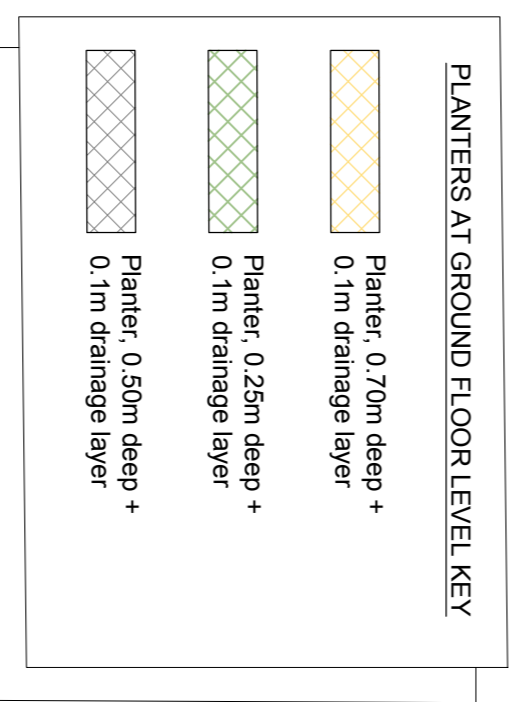 PLANTERS AT GROUND FLOOR LEVEL KEY
Planter, 0.70m deep +
0.1m drainage layer
Planter, 0.25m deep +
0.1m drainage layer
Planter, 0.50m deep +
0.1m drainage layer